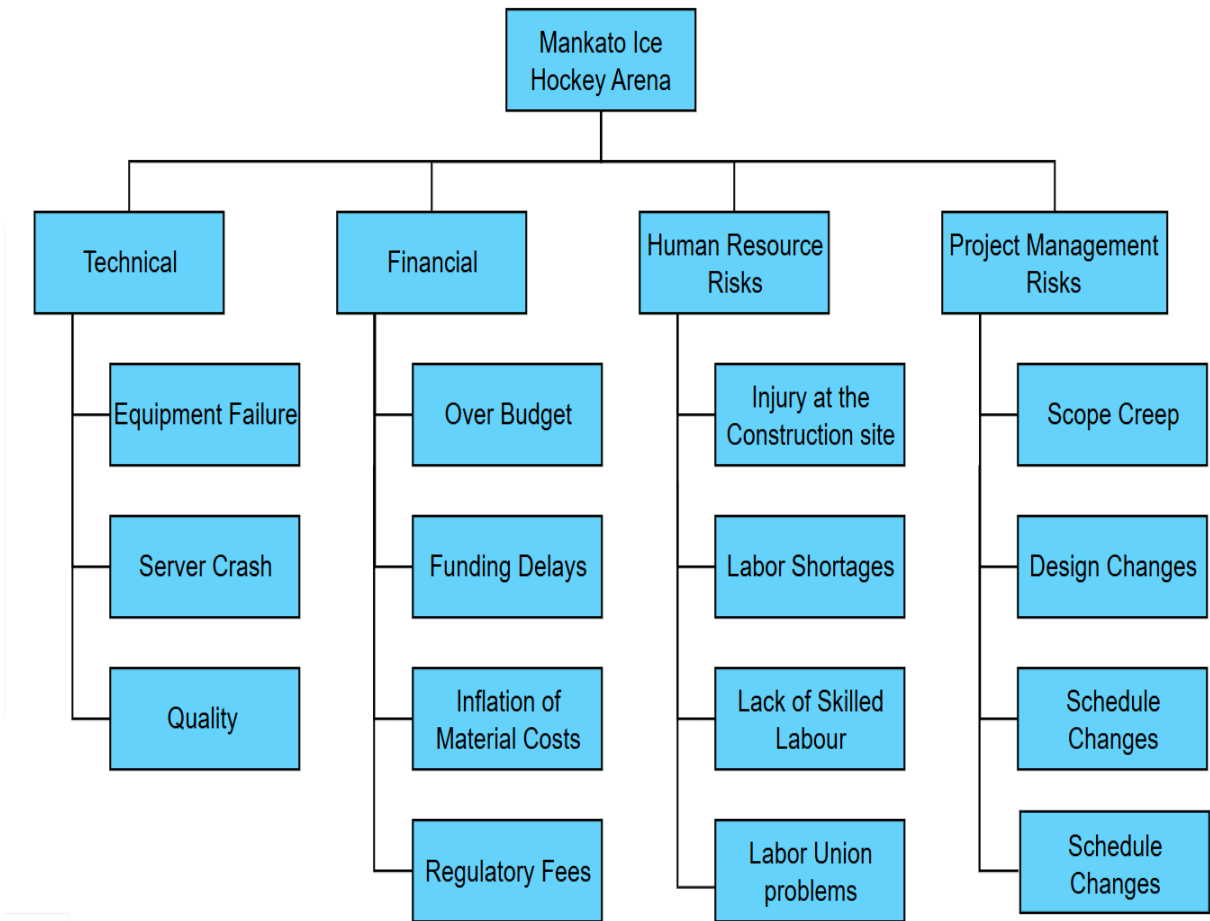 Mankato Ice
Hockey Arena
Technical
Financial
Human Resource
Risks
Project Management
Risks
Equipment Failure
Over Budget
Injury at the
Construction site
Scope Creep
Server Crash
Funding Delays
Labor Shortages
Design Changes
Quality
Inflation of
Material Costs
Lack of Skilled
Labour
Schedule
Changes
Regulatory Fees
Labor Union
problems
Schedule
Changes